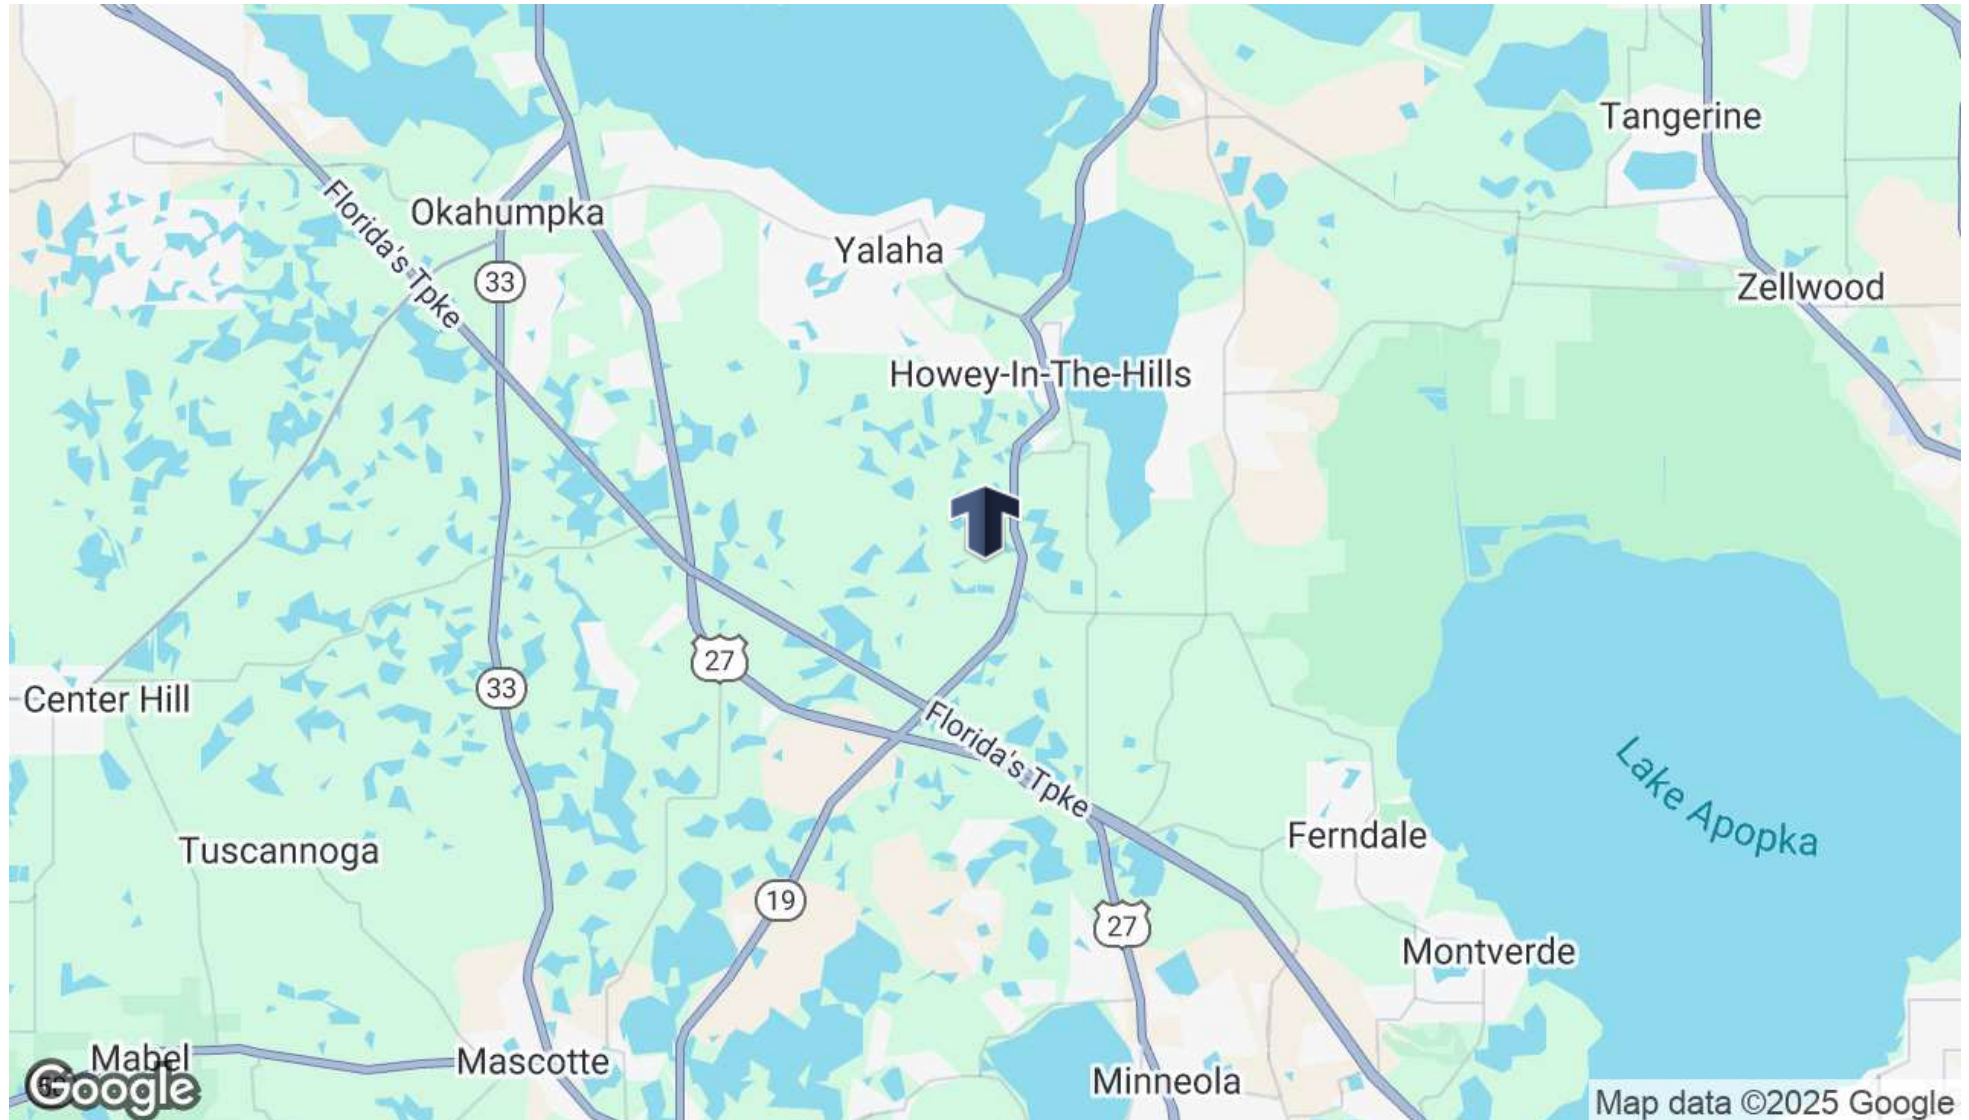 Tangerine
Okahumpka
Florida's Tpke
Yalaha
33
Zellwood
Howey-In-The-Hills
27
33
Center Hill
Florida's Tpke
Lake Apopka
Ferndale
Tuscannoga
19
27
Montverde
Mabel
Mascotte
Minneola
Google
Map data ©2025 Google